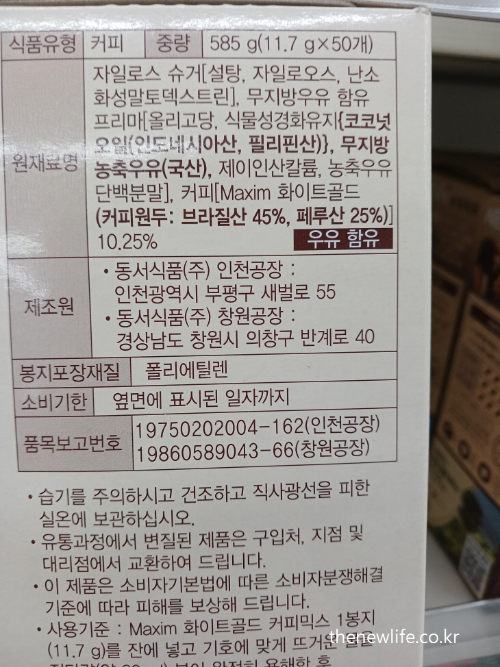 식품유형 커피 중량 585 g(11.7 g×50개)
자일로스 슈거[설탕, 자일로오스, 난소
화성말토덱스트린], 무지방우유 함유
프리마[올리고당, 식물성경화유지{코코넛
오일(인도네시아산, 필리핀산)}, 무지방
원재료명 농축우유(국산), 제이인산칼륨, 농축우유
단백분말], 커피[Maxim 화이트골드
(커피원두: 브라질산 45%, 페루산 25%)]
10.25% 우유 함유
• 동서식품(주) 인천공장 :
제조원 인천광역시 부평구 새벌로 55
• 동서식품(주) 창원공장 :
경상남도 창원시 의창구 반계로 40
봉지포장재질 폴리에틸렌
소비기한 옆면에 표시된 일자까지
품목보고번호 19750202004-162(인천공장)
19860589043-66(창원공장)
• 습기를 주의하시고 건조하고 직사광선을 피한
실온에 보관하십시오.
• 유통과정에서 변질된 제품은 구입처, 지점 및
대리점에서 교환하여 드립니다.
• 이 제품은 소비자기본법에 따른 소비자분쟁해결
기준에 따라 피해를 보상해 드립니다.
• 사용기준 : Maxim 화이트골드 커피믹스 1봉지
(11.7 g)를 잔에 넣고 기호에 맞게 뜨거운
thenewlife.co.kr